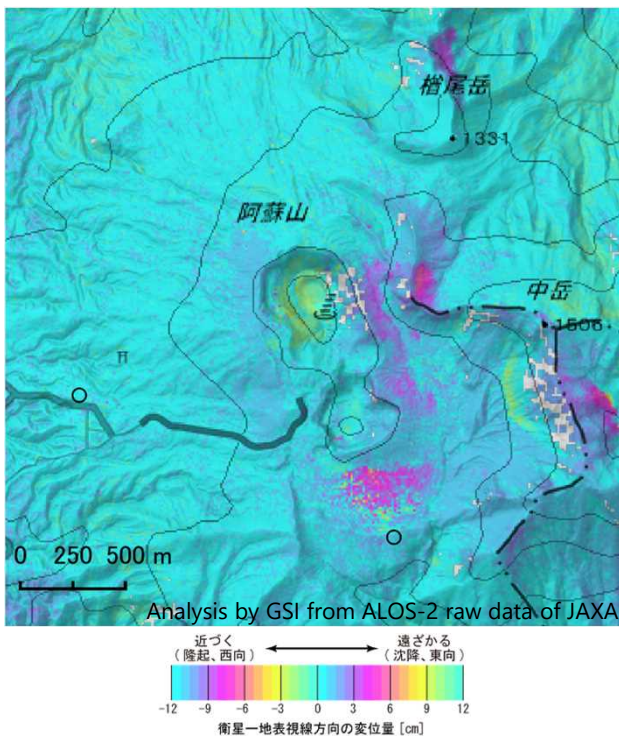 楢尾岳
1331
阿蘇山
中岳
1506
0 250 500 m
Analysis by GSI from ALOS-2 raw data of JAXA
近づく
(隆起、西向)
遠ざかる
(沈降、東向)
-12 -9 -6 -3 0 3 6 9 12
衛星－地表視線方向の変位量 [cm]